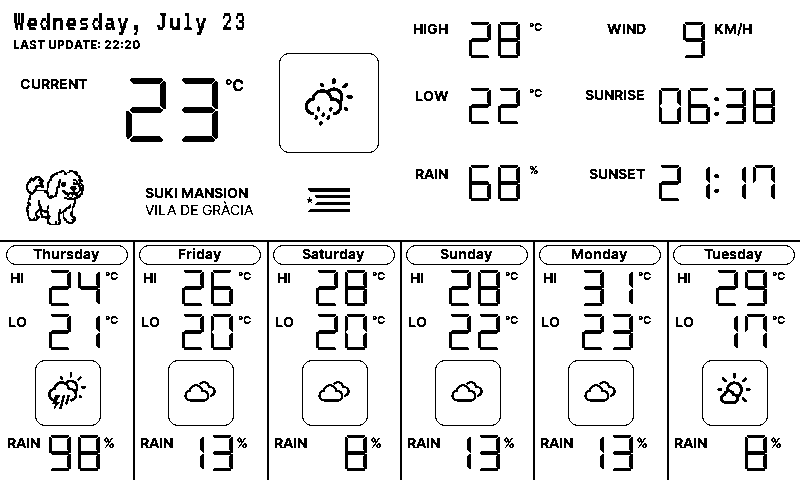 Wednesday, July 23
LAST UPDATE: 22:20
CURRENT 23 °C
SUKI MANSION
VILA DE GRÀCIA
HIGH 28 °C
LOW 22 °C
RAIN 68 %
WIND 9 KM/H
SUNRISE 06:38
SUNSET 21:17
Thursday
HI 24 °C
LO 21 °C
RAIN 98 %
Friday
HI 26 °C
LO 20 °C
RAIN 13 %
Saturday
HI 28 °C
LO 20 °C
RAIN 8 %
Sunday
HI 28 °C
LO 22 °C
RAIN 13 %
Monday
HI 31 °C
LO 23 °C
RAIN 13 %
Tuesday
HI 29 °C
LO 17 °C
RAIN 8 %